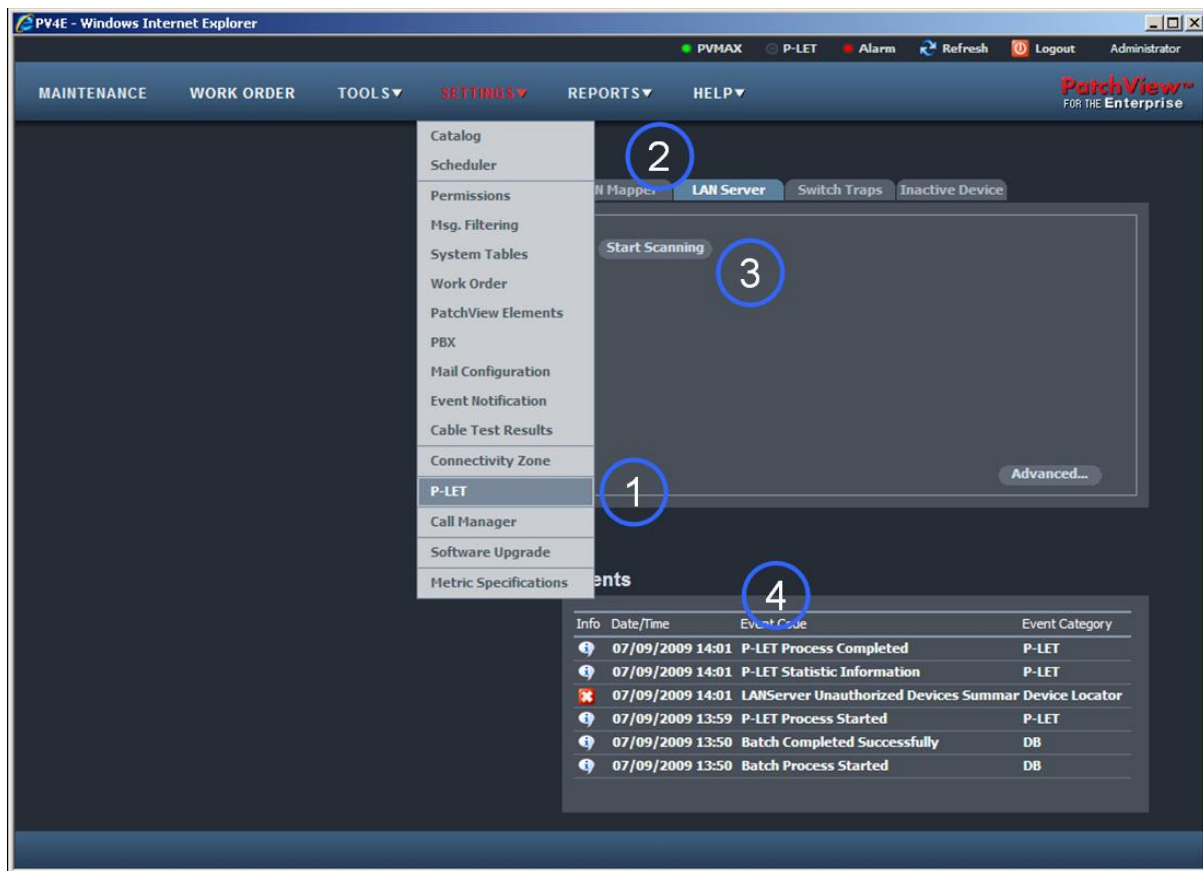 PV4E - Windows Internet Explorer
PVMAX P-LET Alarm Refresh Logout Administrator
MAINTENANCE WORK ORDER TOOLS▼ SETTINGS▼ REPORTS▼ HELP▼
PatchView™
FOR THE Enterprise
Catalog
Scheduler
Permissions
Msg. Filtering
System Tables
Work Order
PatchView Elements
PBX
Mail Configuration
Event Notification
Cable Test Results
Connectivity Zone
P-LET
Call Manager
Software Upgrade
Metric Specifications
1
2
N Mapper LAN Server Switch Traps Inactive Device
Start Scanning
3
Advanced...
ents
4
Info Date/Time Event Code Event Category
07/09/2009 14:01 P-LET Process Completed P-LET
07/09/2009 14:01 P-LET Statistic Information P-LET
07/09/2009 14:01 LANServer Unauthorized Devices Summar Device Locator
07/09/2009 13:59 P-LET Process Started P-LET
07/09/2009 13:50 Batch Completed Successfully DB
07/09/2009 13:50 Batch Process Started DB